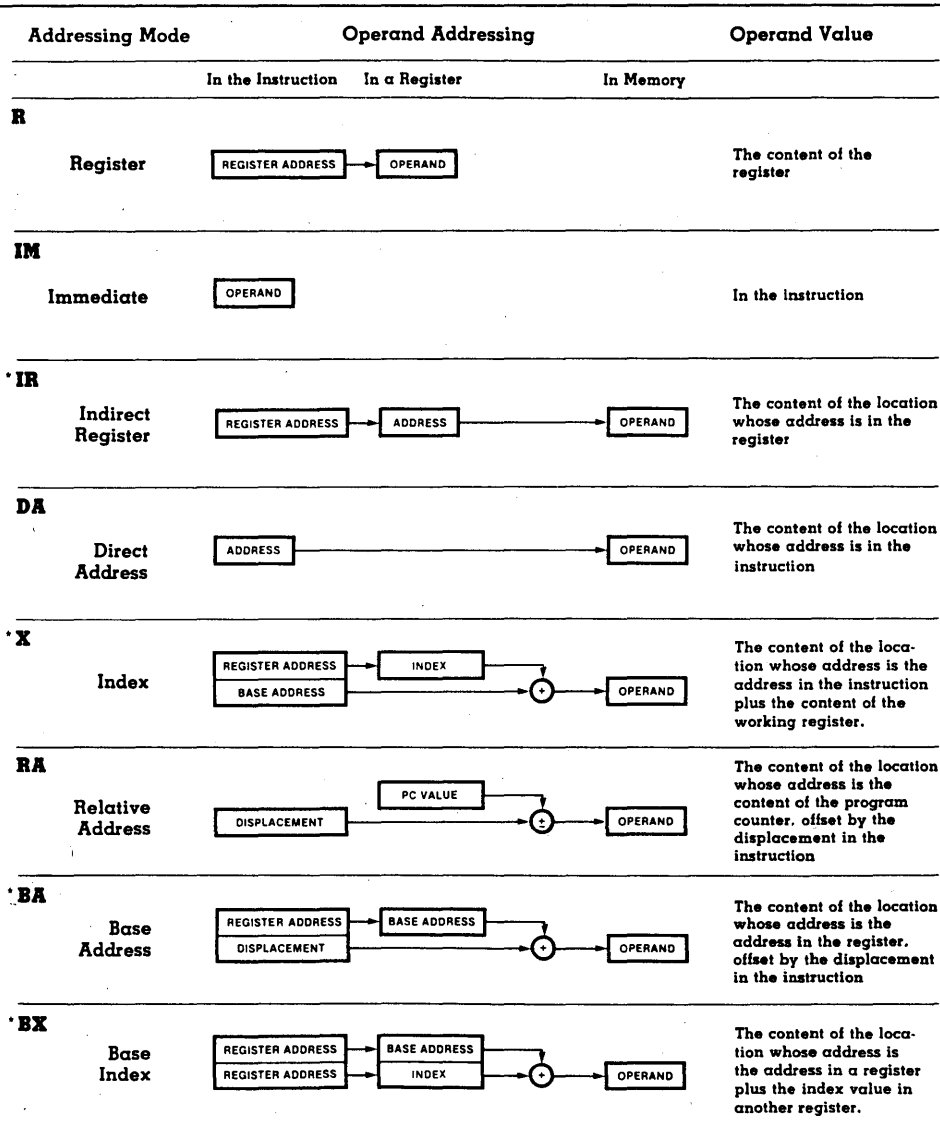 Addressing Mode Operand Addressing Operand Value
In the Instruction In a Register In Memory
R
Register
REGISTER ADDRESS OPERAND
The content of the
register
IM
Immediate
OPERAND
In the instruction
*IR
Indirect
Register
REGISTER ADDRESS ADDRESS OPERAND
The content of the location
whose address is in the
register
DA
Direct
Address
ADDRESS OPERAND
The content of the location
whose address is in the
instruction
*X
Index
REGISTER ADDRESS INDEX
BASE ADDRESS + OPERAND
The content of the loca-
tion whose address is the
address in the instruction
plus the content of the
working register.
RA
Relative
Address
PC VALUE
DISPLACEMENT ± OPERAND
The content of the location
whose address is the
content of the program
counter, offset by the
displacement in the
instruction
*BA
Base
Address
REGISTER ADDRESS BASE ADDRESS
DISPLACEMENT + OPERAND
The content of the location
whose address is the
address in the register,
offset by the displacement
in the instruction
*BX
Base
Index
REGISTER ADDRESS BASE ADDRESS
REGISTER ADDRESS INDEX + OPERAND
The content of the loca-
tion whose address is
the address in a register
plus the index value in
another register.